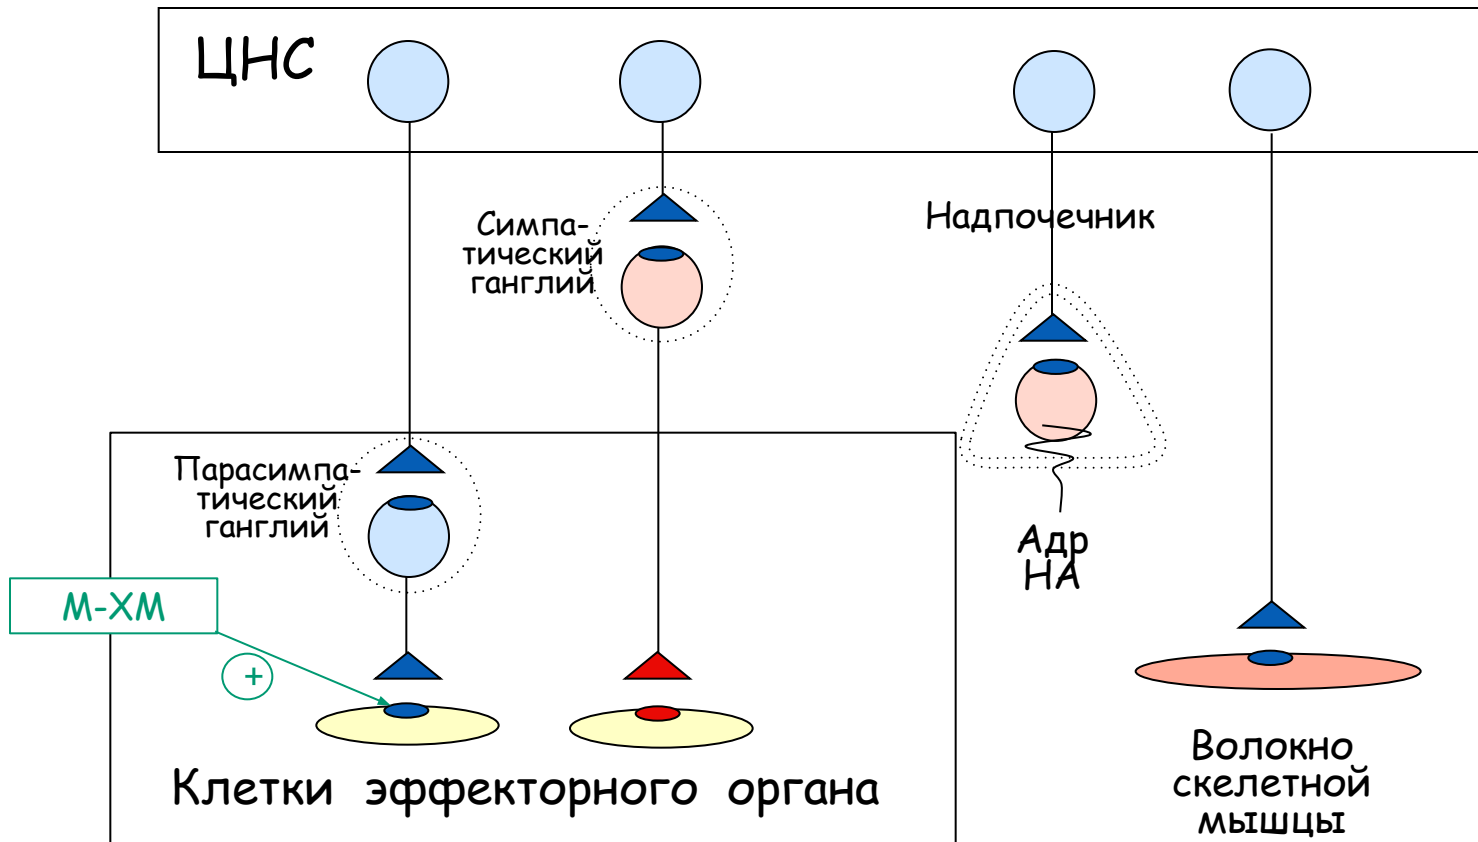 ЦНС
Симпа-
тический
ганглий
Надпочечник
Парасимпа-
тический
ганглий
Адр
НА
М-ХМ
+
Клетки эффекторного органа
Волокно
скелетной
мышцы